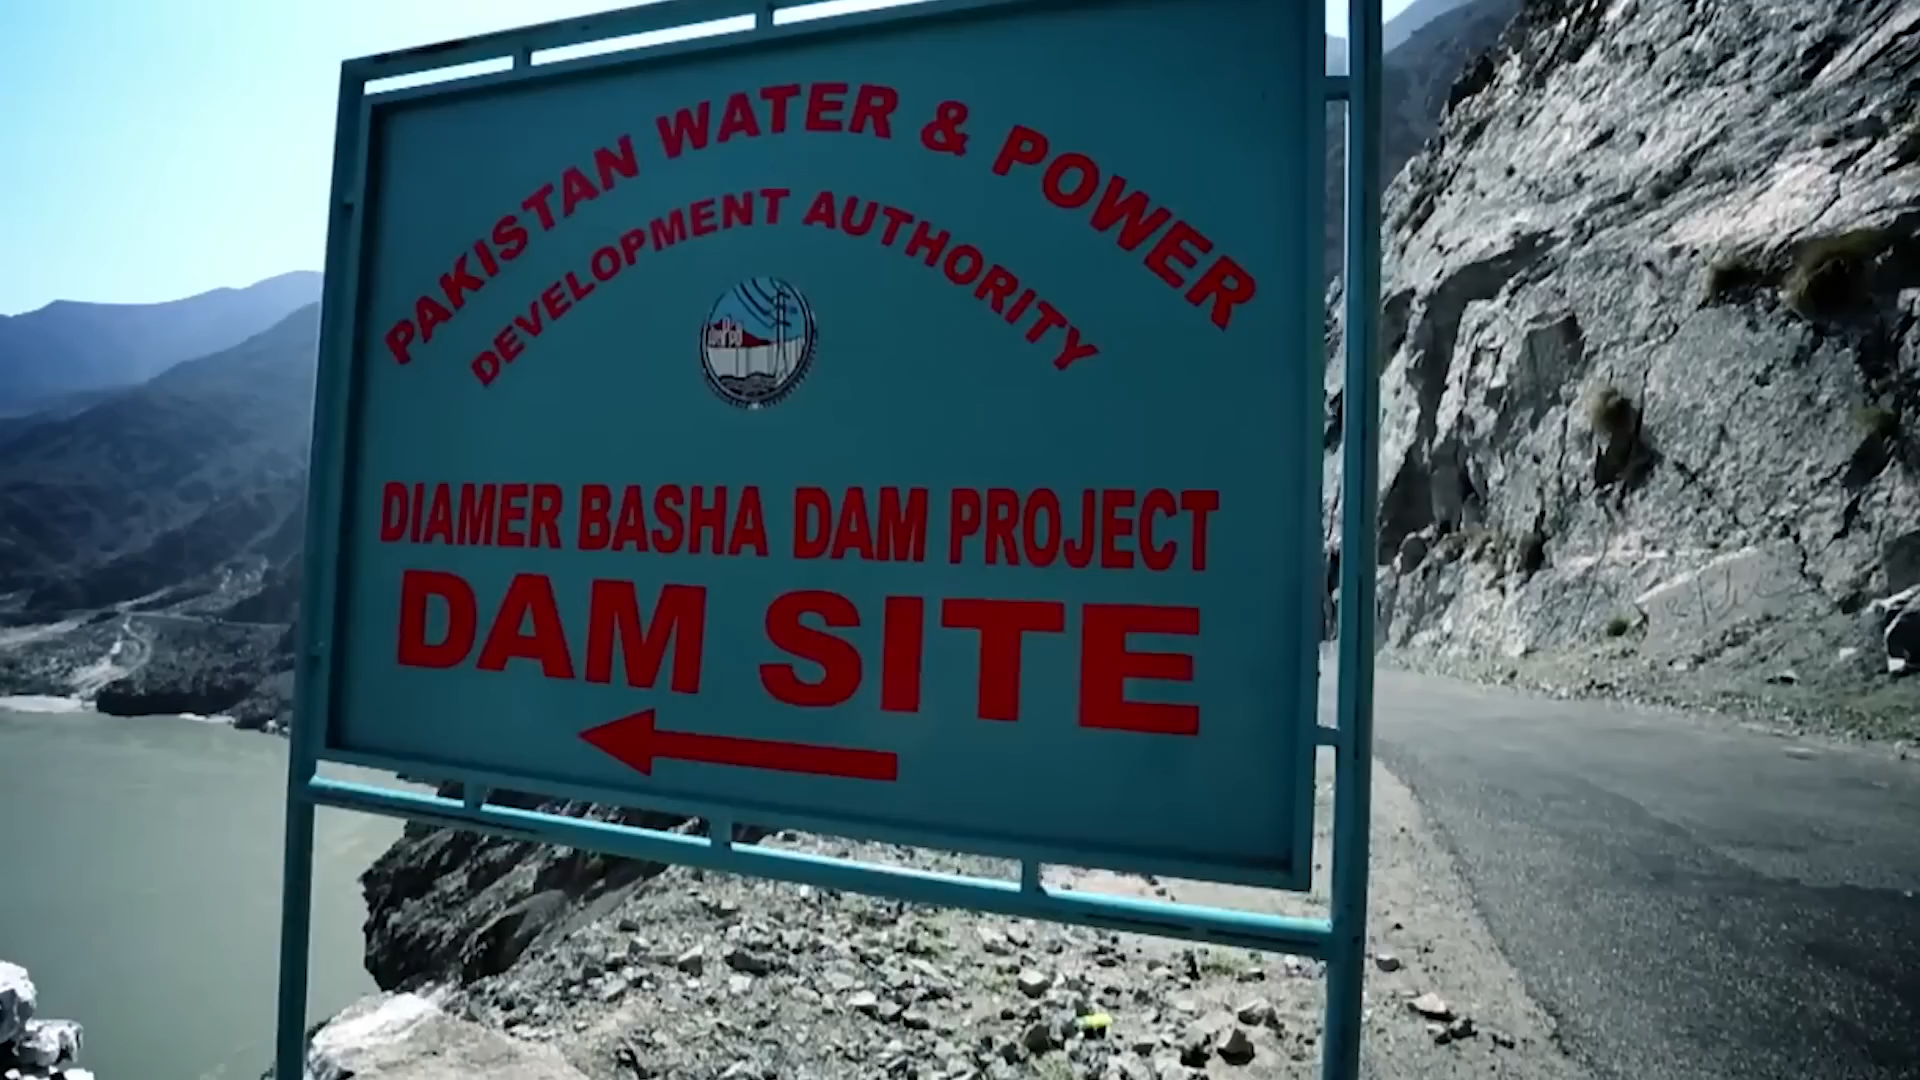 PAKISTAN WATER & POWER
DEVELOPMENT AUTHORITY
DIAMER BASHA DAM PROJECT
DAM SITE